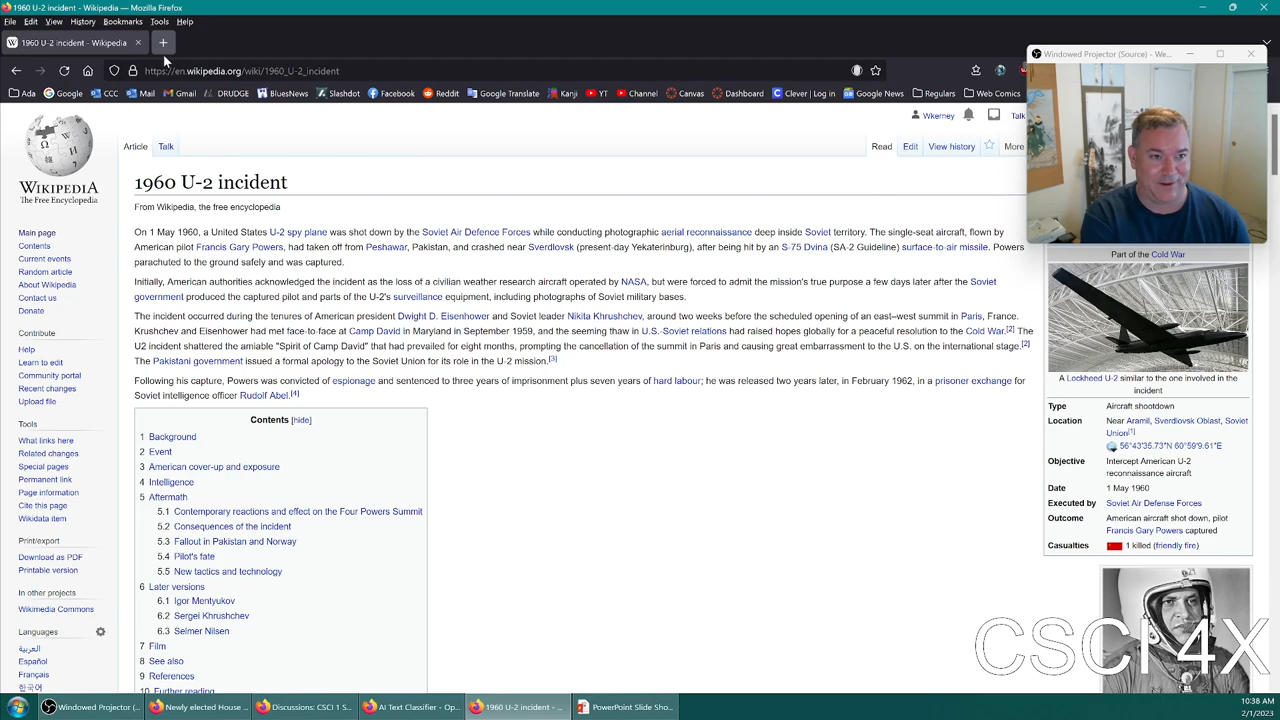 1960 U-2 incident - Wikipedia — Mozilla Firefox
File Edit View History Bookmarks Tools Help
1960 U-2 incident - Wikipedia
https://en.wikipedia.org/wiki/1960_U-2_incident
Windowed Projector (Source) - We...
Ada Google CCC Mail Gmail DRUDGE BluesNews Slashdot Facebook Reddit Google Translate Kanji YT Channel Canvas Dashboard Clever | Log in Google News Regulars Web Comics
Wkerney Talk
Article Talk Read Edit View history More
WIKIPEDIA
The Free Encyclopedia
Main page
Contents
Current events
Random article
About Wikipedia
Contact us
Donate
Contribute
Help
Learn to edit
Community portal
Recent changes
Upload file
Tools
What links here
Related changes
Special pages
Permanent link
Page information
Cite this page
Wikidata item
Print/export
Download as PDF
Printable version
In other projects
Wikimedia Commons
Languages
العربية
Español
Français
한국어
1960 U-2 incident
From Wikipedia, the free encyclopedia
On 1 May 1960, a United States U-2 spy plane was shot down by the Soviet Air Defence Forces while conducting photographic aerial reconnaissance deep inside Soviet territory. The single-seat aircraft, flown by
American pilot Francis Gary Powers, had taken off from Peshawar, Pakistan, and crashed near Sverdlovsk (present-day Yekaterinburg), after being hit by an S-75 Dvina (SA-2 Guideline) surface-to-air missile. Powers
parachuted to the ground safely and was captured.
Initially, American authorities acknowledged the incident as the loss of a civilian weather research aircraft operated by NASA, but were forced to admit the mission's true purpose a few days later after the Soviet
government produced the captured pilot and parts of the U-2's surveillance equipment, including photographs of Soviet military bases.
The incident occurred during the tenures of American president Dwight D. Eisenhower and Soviet leader Nikita Khrushchev, around two weeks before the scheduled opening of an east–west summit in Paris, France.
Krushchev and Eisenhower had met face-to-face at Camp David in Maryland in September 1959, and the seeming thaw in U.S.-Soviet relations had raised hopes globally for a peaceful resolution to the Cold War.[2] The
U2 incident shattered the amiable "Spirit of Camp David" that had prevailed for eight months, prompting the cancellation of the summit in Paris and causing great embarrassment to the U.S. on the international stage.[2]
The Pakistani government issued a formal apology to the Soviet Union for its role in the U-2 mission.[3]
Following his capture, Powers was convicted of espionage and sentenced to three years of imprisonment plus seven years of hard labour; he was released two years later, in February 1962, in a prisoner exchange for
Soviet intelligence officer Rudolf Abel.[4]
Contents [hide]
1 Background
2 Event
3 American cover-up and exposure
4 Intelligence
5 Aftermath
5.1 Contemporary reactions and effect on the Four Powers Summit
5.2 Consequences of the incident
5.3 Fallout in Pakistan and Norway
5.4 Pilot's fate
5.5 New tactics and technology
6 Later versions
6.1 Igor Mentyukov
6.2 Sergei Khrushchev
6.3 Selmer Nilsen
7 Film
8 See also
9 References
10 Further reading
Part of the Cold War
A Lockheed U-2 similar to the one involved in the
incident
Type Aircraft shootdown
Location Near Aramil, Sverdlovsk Oblast, Soviet
Union[1]
56°43′35.73″N 60°59′9.61″E
Objective Intercept American U-2
reconnaissance aircraft
Date 1 May 1960
Executed by Soviet Air Defense Forces
Outcome American aircraft shot down, pilot
Francis Gary Powers captured
Casualties 1 killed (friendly fire)
CSCI 4X
Windowed Projector (... Newly elected House ... Discussions: CSCI 1 S... AI Text Classifier - Op... 1960 U-2 incident - ... PowerPoint Slide Sho...
10:38 AM
2/1/2023